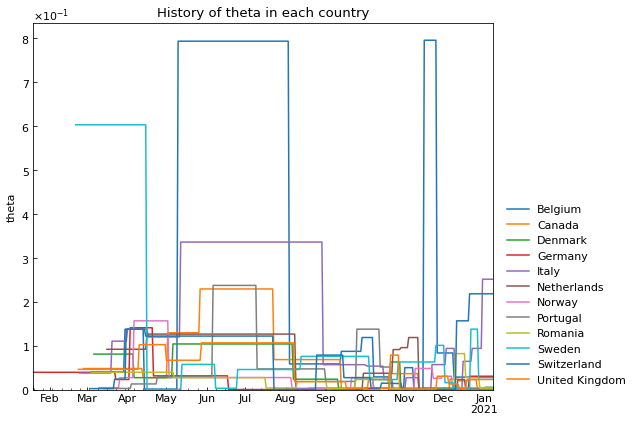 History of theta in each country
×10⁻¹
8
7
6
5
4
3
2
1
0
theta
Feb Mar Apr May Jun Jul Aug Sep Oct Nov Dec Jan
2021
Belgium
Canada
Denmark
Germany
Italy
Netherlands
Norway
Portugal
Romania
Sweden
Switzerland
United Kingdom